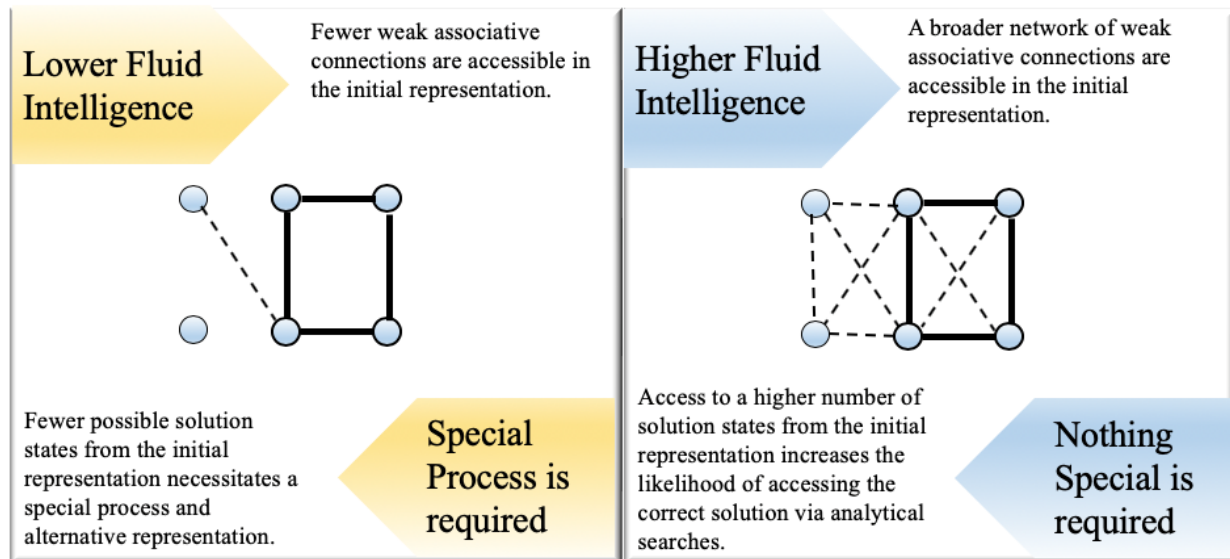 Lower Fluid
Intelligence
Fewer weak associative
connections are accessible in
the initial representation.
Fewer possible solution
states from the initial
representation necessitates a
special process and
alternative representation.
Special
Process is
required
Higher Fluid
Intelligence
A broader network of weak
associative connections are
accessible in the initial
representation.
Access to a higher number of
solution states from the initial
representation increases the
likelihood of accessing the
correct solution via analytical
searches.
Nothing
Special is
required